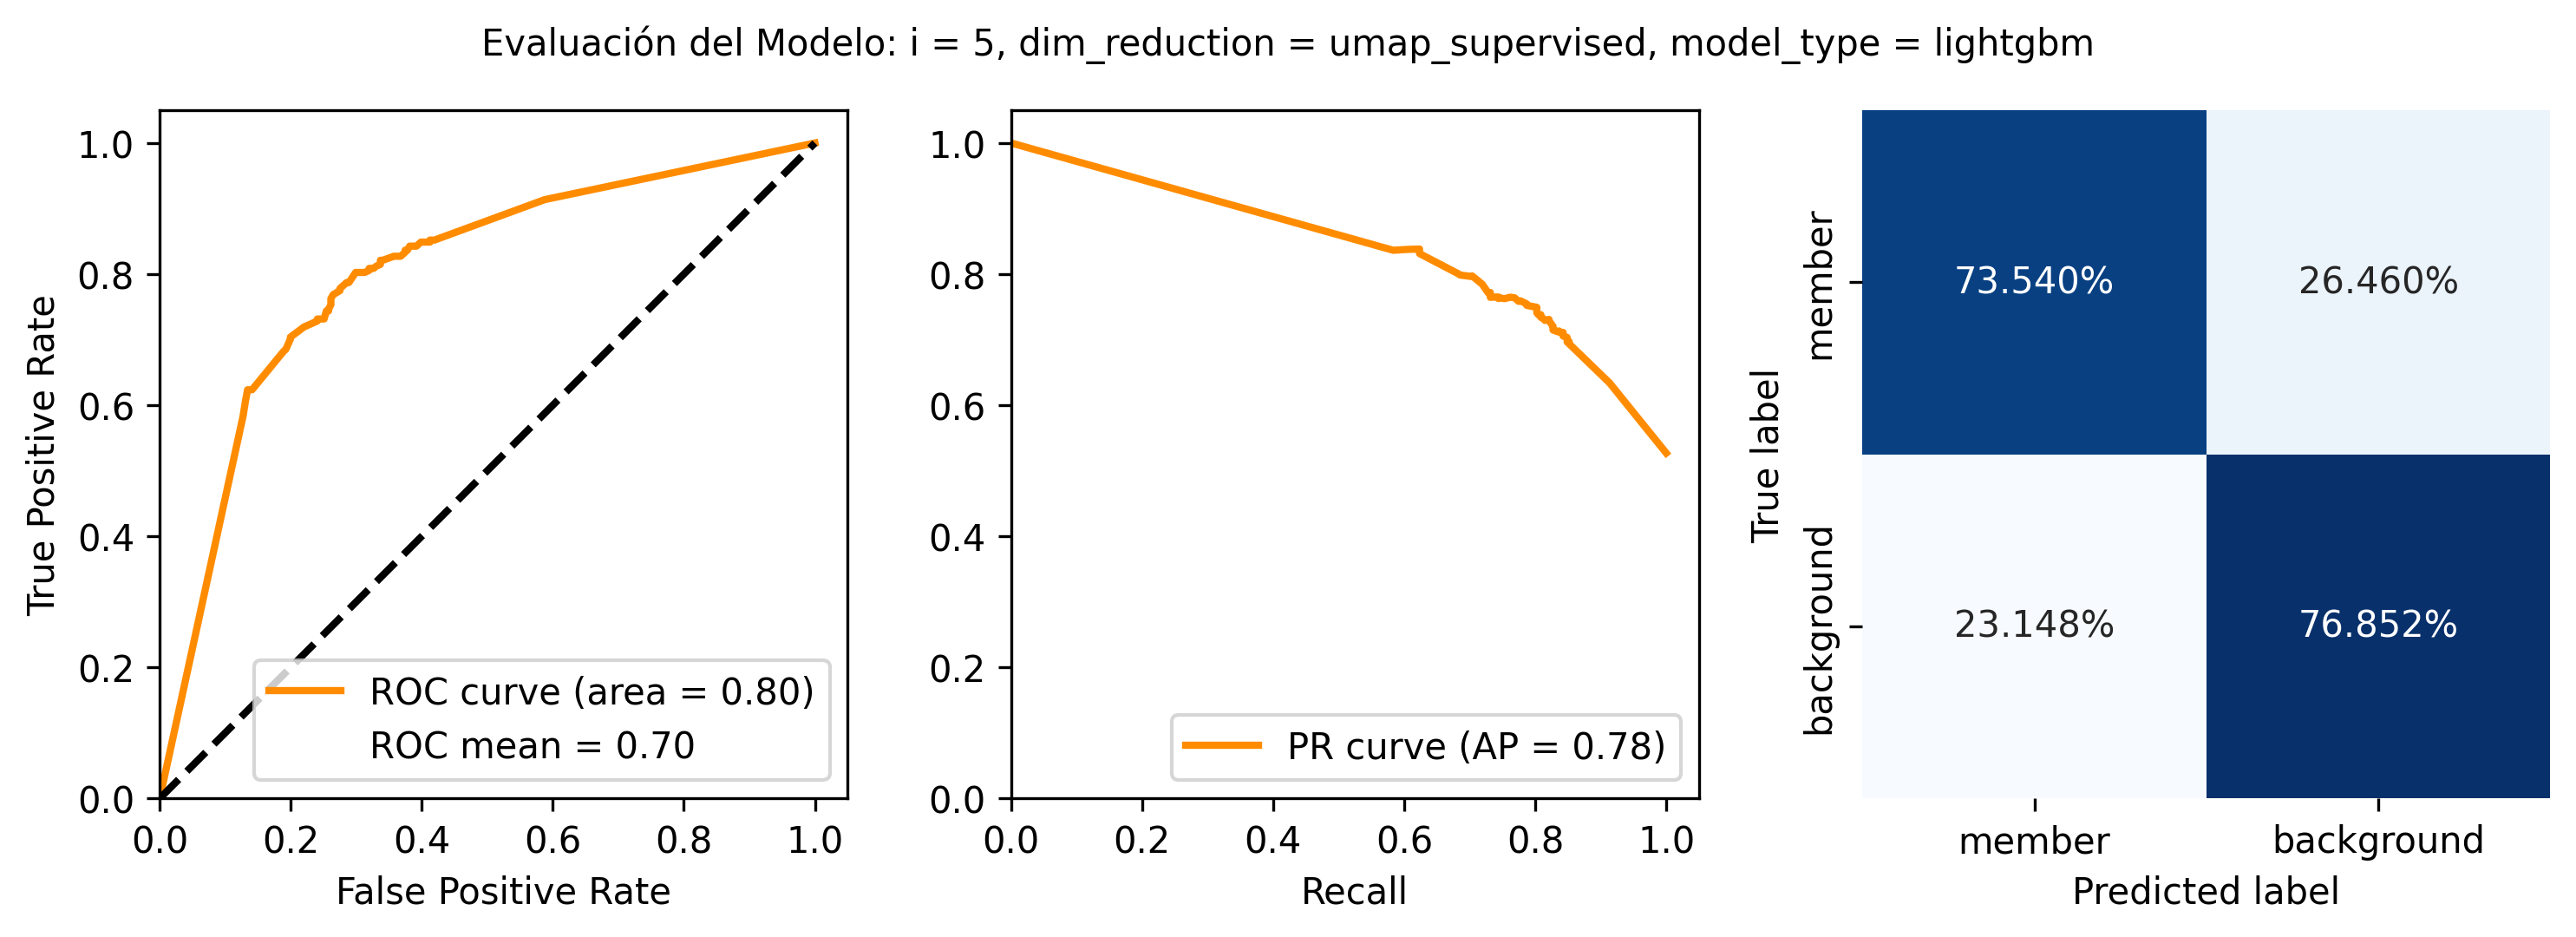 Evaluación del Modelo: i = 5, dim_reduction = umap_supervised, model_type = lightgbm
True Positive Rate
1.0
0.8
0.6
0.4
0.2
0.0
ROC curve (area = 0.80)
ROC mean = 0.70
0.0 0.2 0.4 0.6 0.8 1.0
False Positive Rate
1.0
0.8
0.6
0.4
0.2
0.0
PR curve (AP = 0.78)
0.0 0.2 0.4 0.6 0.8 1.0
Recall
True label
member
background
73.540% 26.460%
23.148% 76.852%
member background
Predicted label